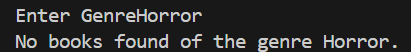 Enter GenreHorror
No books found of the genre Horror.